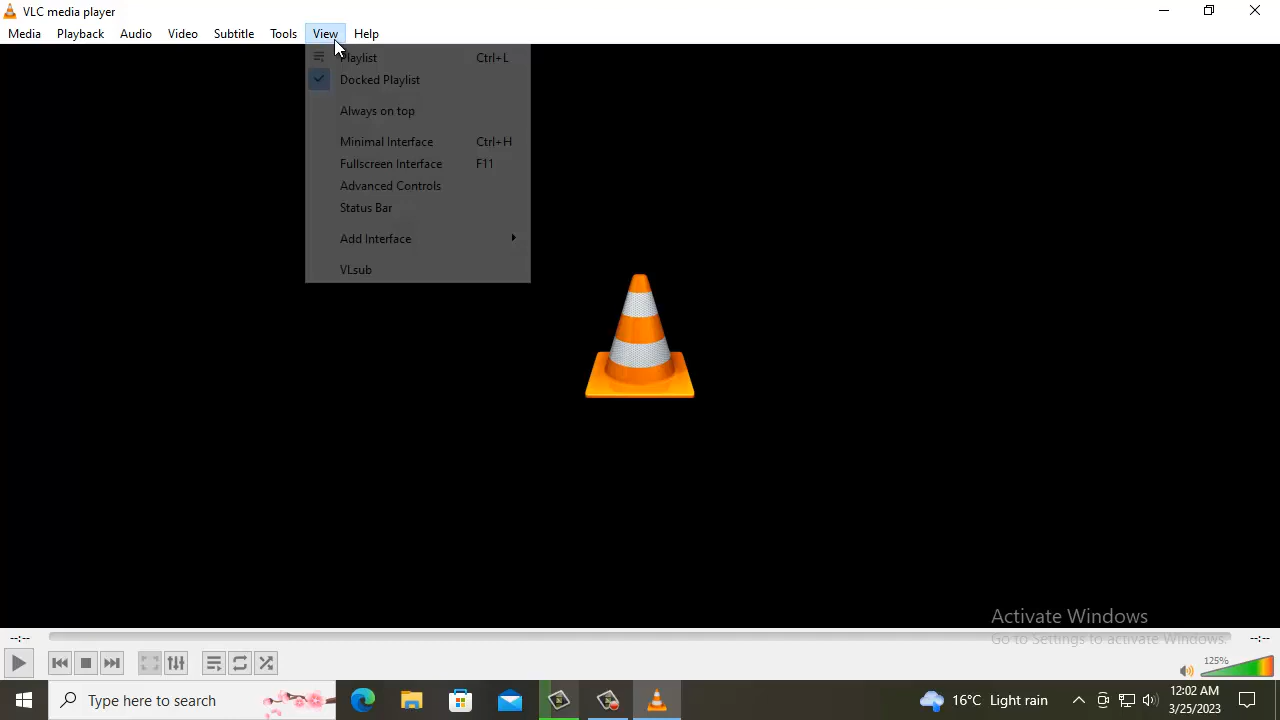 VLC media player
Media Playback Audio Video Subtitle Tools View Help
Playlist Ctrl+L
Docked Playlist
Always on top
Minimal Interface Ctrl+H
Fullscreen Interface F11
Advanced Controls
Status Bar
Add Interface
VLsub
Activate Windows
Go to Settings to activate Windows.
--:-- --:--
125%
Type here to search
16°C Light rain
12:02 AM
3/25/2023